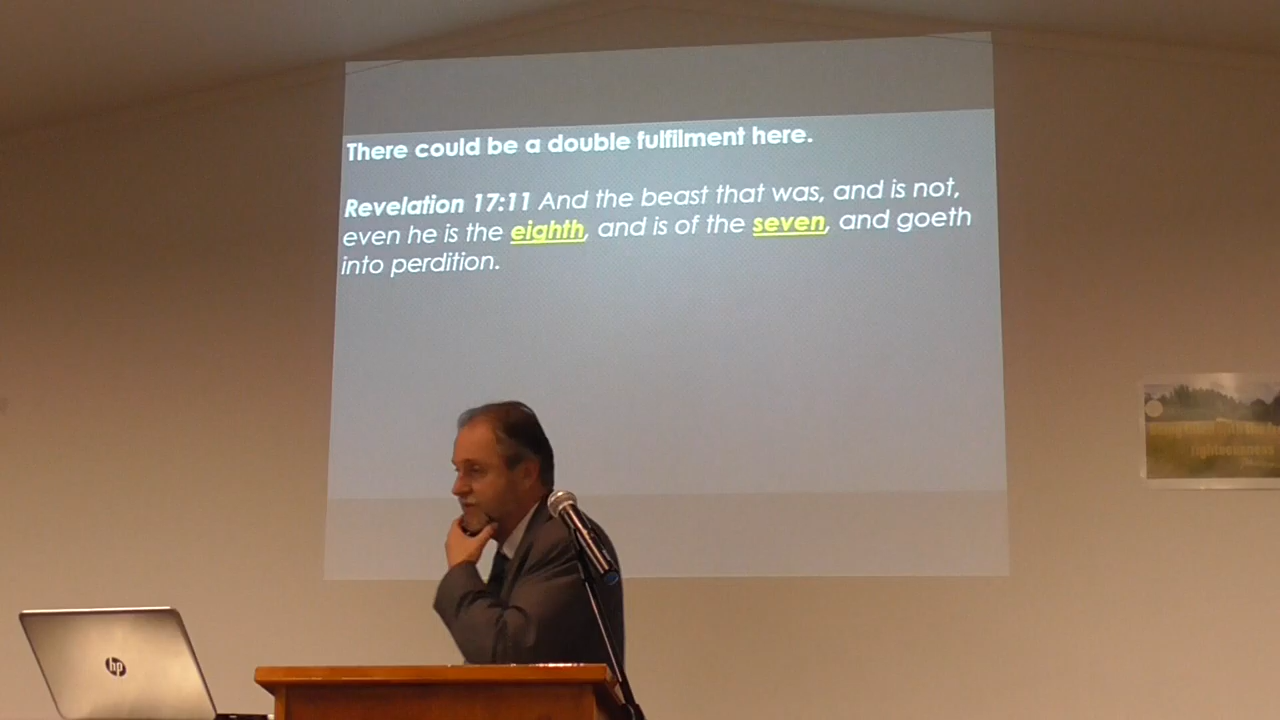 There could be a double fulfilment here.
Revelation 17:11 And the beast that was, and is not,
even he is the eighth, and is of the seven, and goeth
into perdition.
righteousness
hp